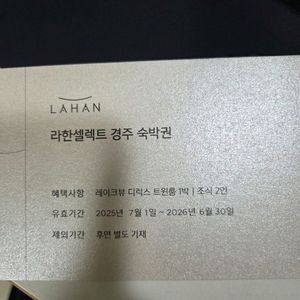 LAHAN
라한셀렉트 경주 숙박권
혜택사항 레이크뷰 디럭스 트윈룸 1박 | 조식 2인
유효기간 2025년 7월 1일 ~ 2026년 6월 30일
제외기간 후면 별도 기재